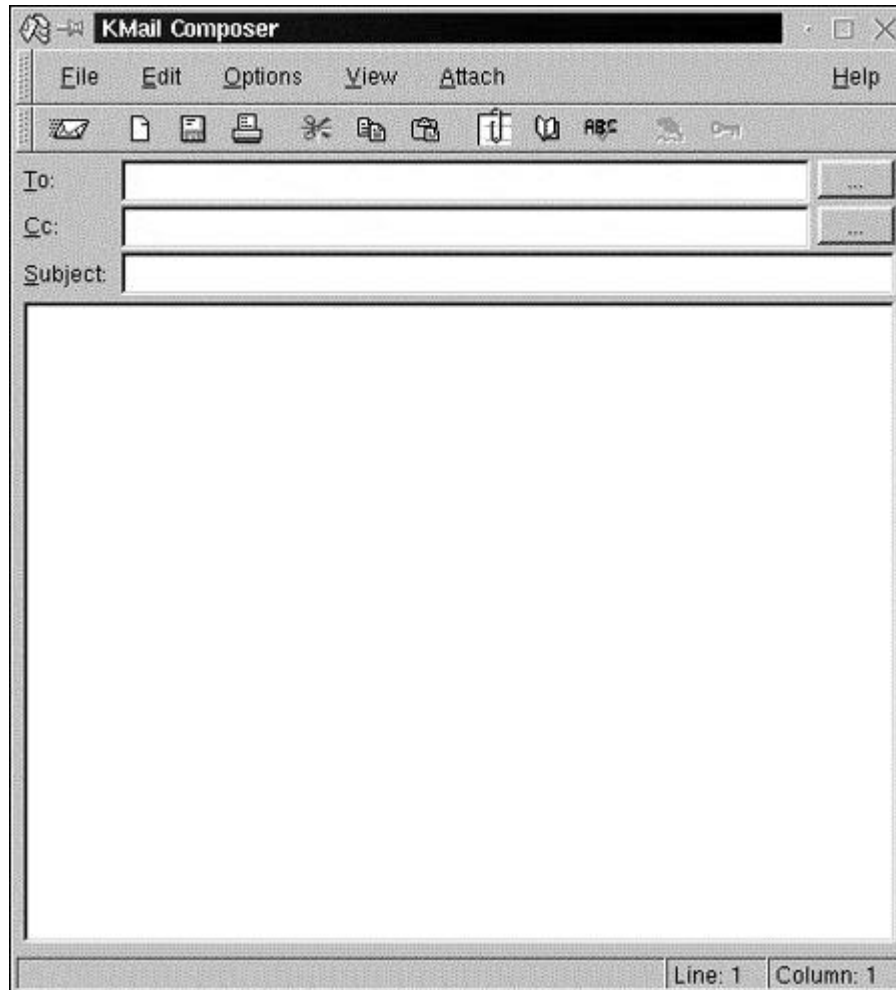 KMail Composer
File Edit Options View Attach Help
ABC
To: ...
Cc: ...
Subject:
Line: 1 Column: 1